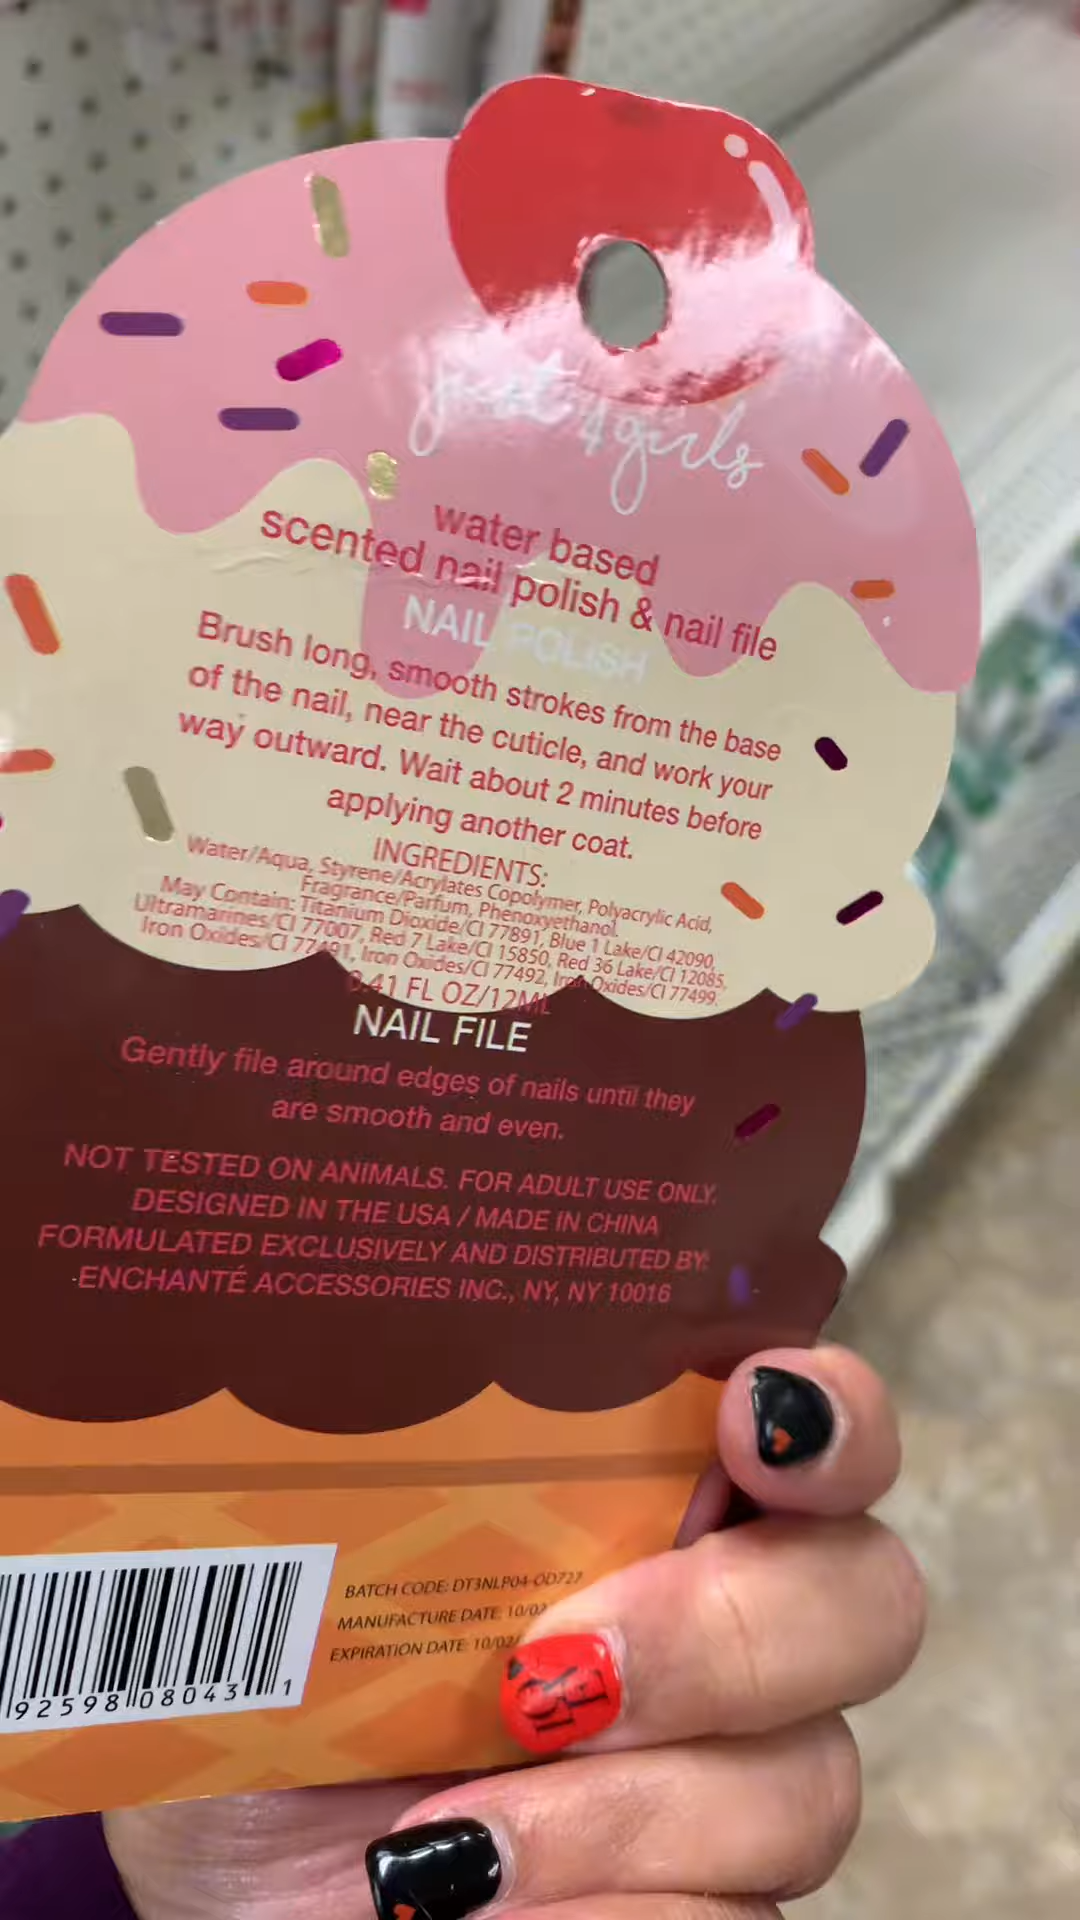 just 4 girls
water based
scented nail polish & nail file
NAIL POLISH
Brush long, smooth strokes from the base
of the nail, near the cuticle, and work your
way outward. Wait about 2 minutes before
applying another coat.
INGREDIENTS:
Water/Aqua, Styrene/Acrylates Copolymer, Polyacrylic Acid,
Fragrance/Parfum, Phenoxyethanol.
May Contain: Titanium Dioxide/CI 77891, Blue 1 Lake/CI 42090,
Ultramarines/CI 77007, Red 7 Lake/CI 15850, Red 36 Lake/CI 12085,
Iron Oxides/CI 77491, Iron Oxides/CI 77492, Iron Oxides/CI 77499.
0.41 FL OZ/12ML
NAIL FILE
Gently file around edges of nails until they
are smooth and even.
NOT TESTED ON ANIMALS. FOR ADULT USE ONLY.
DESIGNED IN THE USA / MADE IN CHINA
FORMULATED EXCLUSIVELY AND DISTRIBUTED BY:
ENCHANTÉ ACCESSORIES INC., NY, NY 10016
BATCH CODE: DT3NLP04-OD727
MANUFACTURE DATE: 10/02
EXPIRATION DATE: 10/02/
92598 08043 1